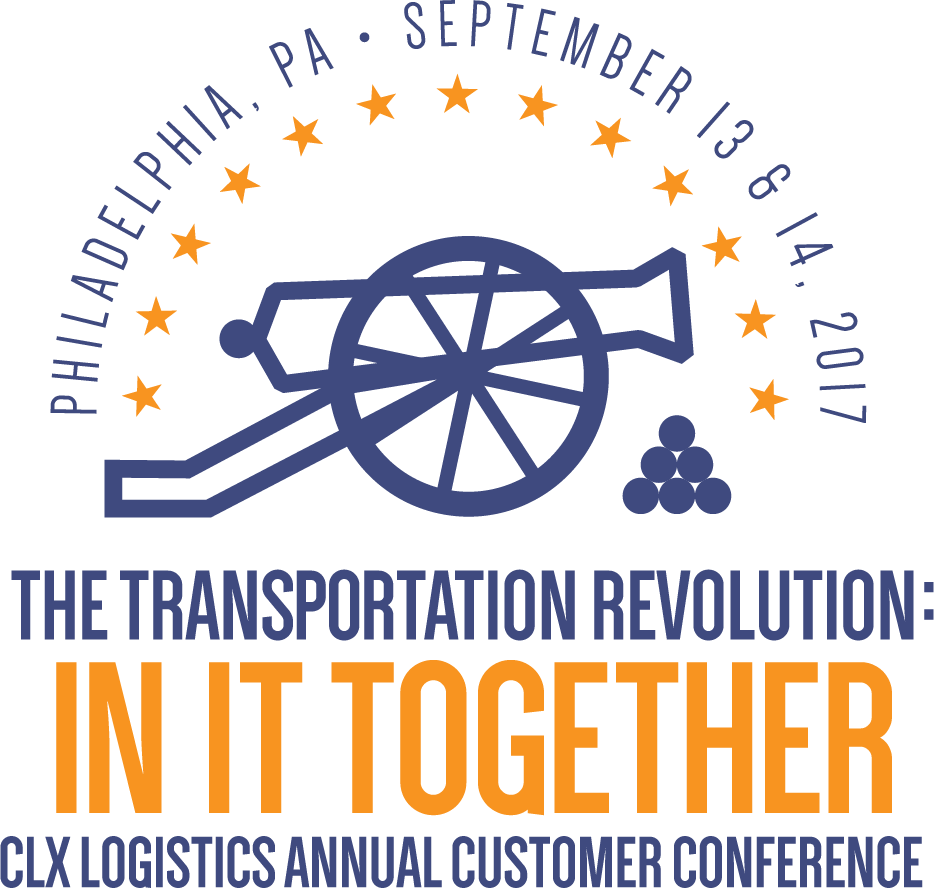 PHILADELPHIA, PA • SEPTEMBER 13 & 14, 2017
THE TRANSPORTATION REVOLUTION:
IN IT TOGETHER
CLX LOGISTICS ANNUAL CUSTOMER CONFERENCE